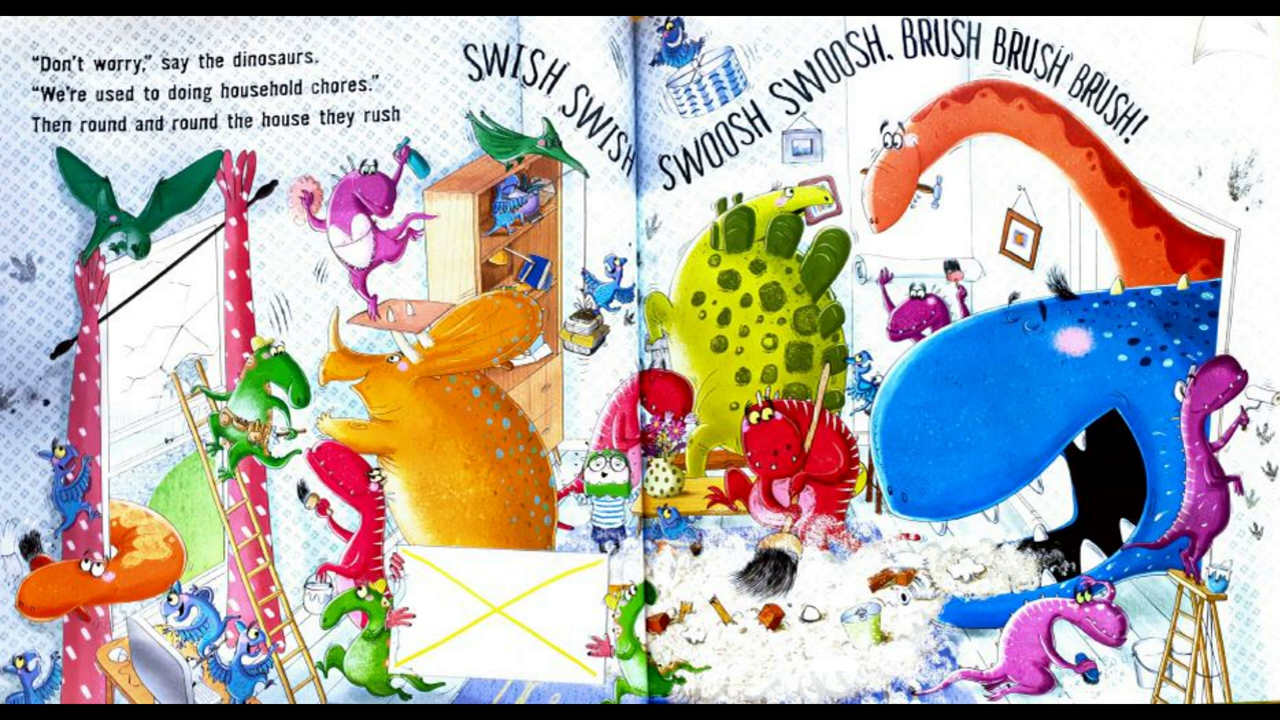 "Don't worry," say the dinosaurs.
"We're used to doing household chores."
Then round and round the house they rush
SWISH SWISH
SWOOSH SWOOSH. BRUSH BRUSH BRUSH!